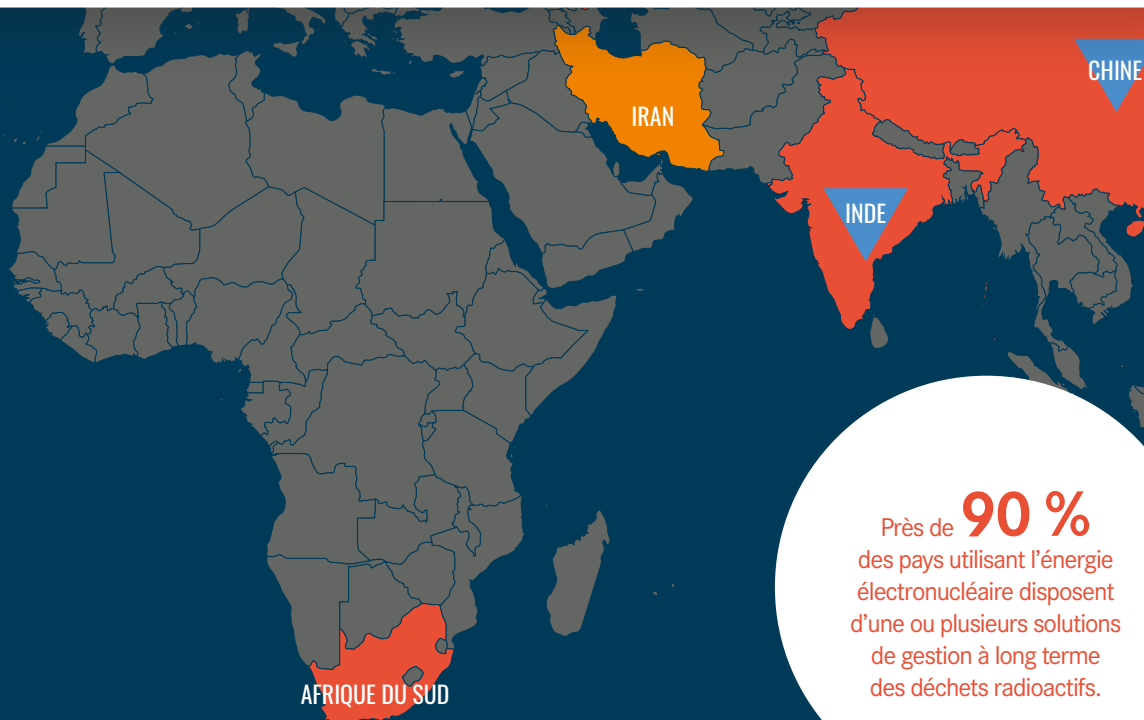 CHINE
IRAN
INDE
Près de 90 %
des pays utilisant l’énergie
électronucléaire disposent
d’une ou plusieurs solutions
de gestion à long terme
des déchets radioactifs.
AFRIQUE DU SUD